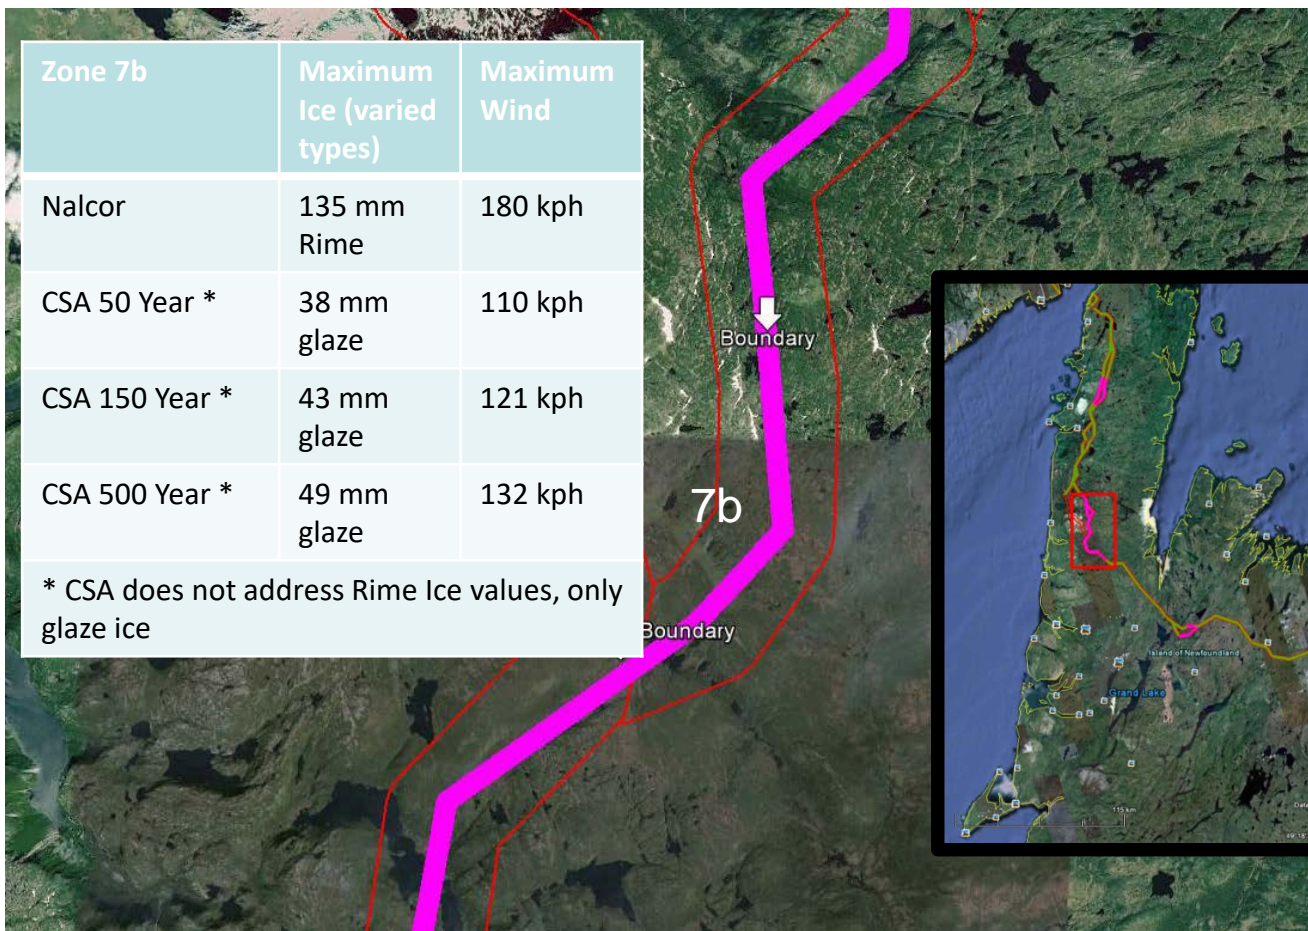 Zone 7b
Maximum
Ice (varied
types)
Maximum
Wind
Nalcor
135 mm
Rime
180 kph
CSA 50 Year *
38 mm
glaze
110 kph
CSA 150 Year *
43 mm
glaze
121 kph
CSA 500 Year *
49 mm
glaze
132 kph
* CSA does not address Rime Ice values, only
glaze ice
Boundary
7b
Boundary
Island of Newfoundland
Grand Lake
115 km